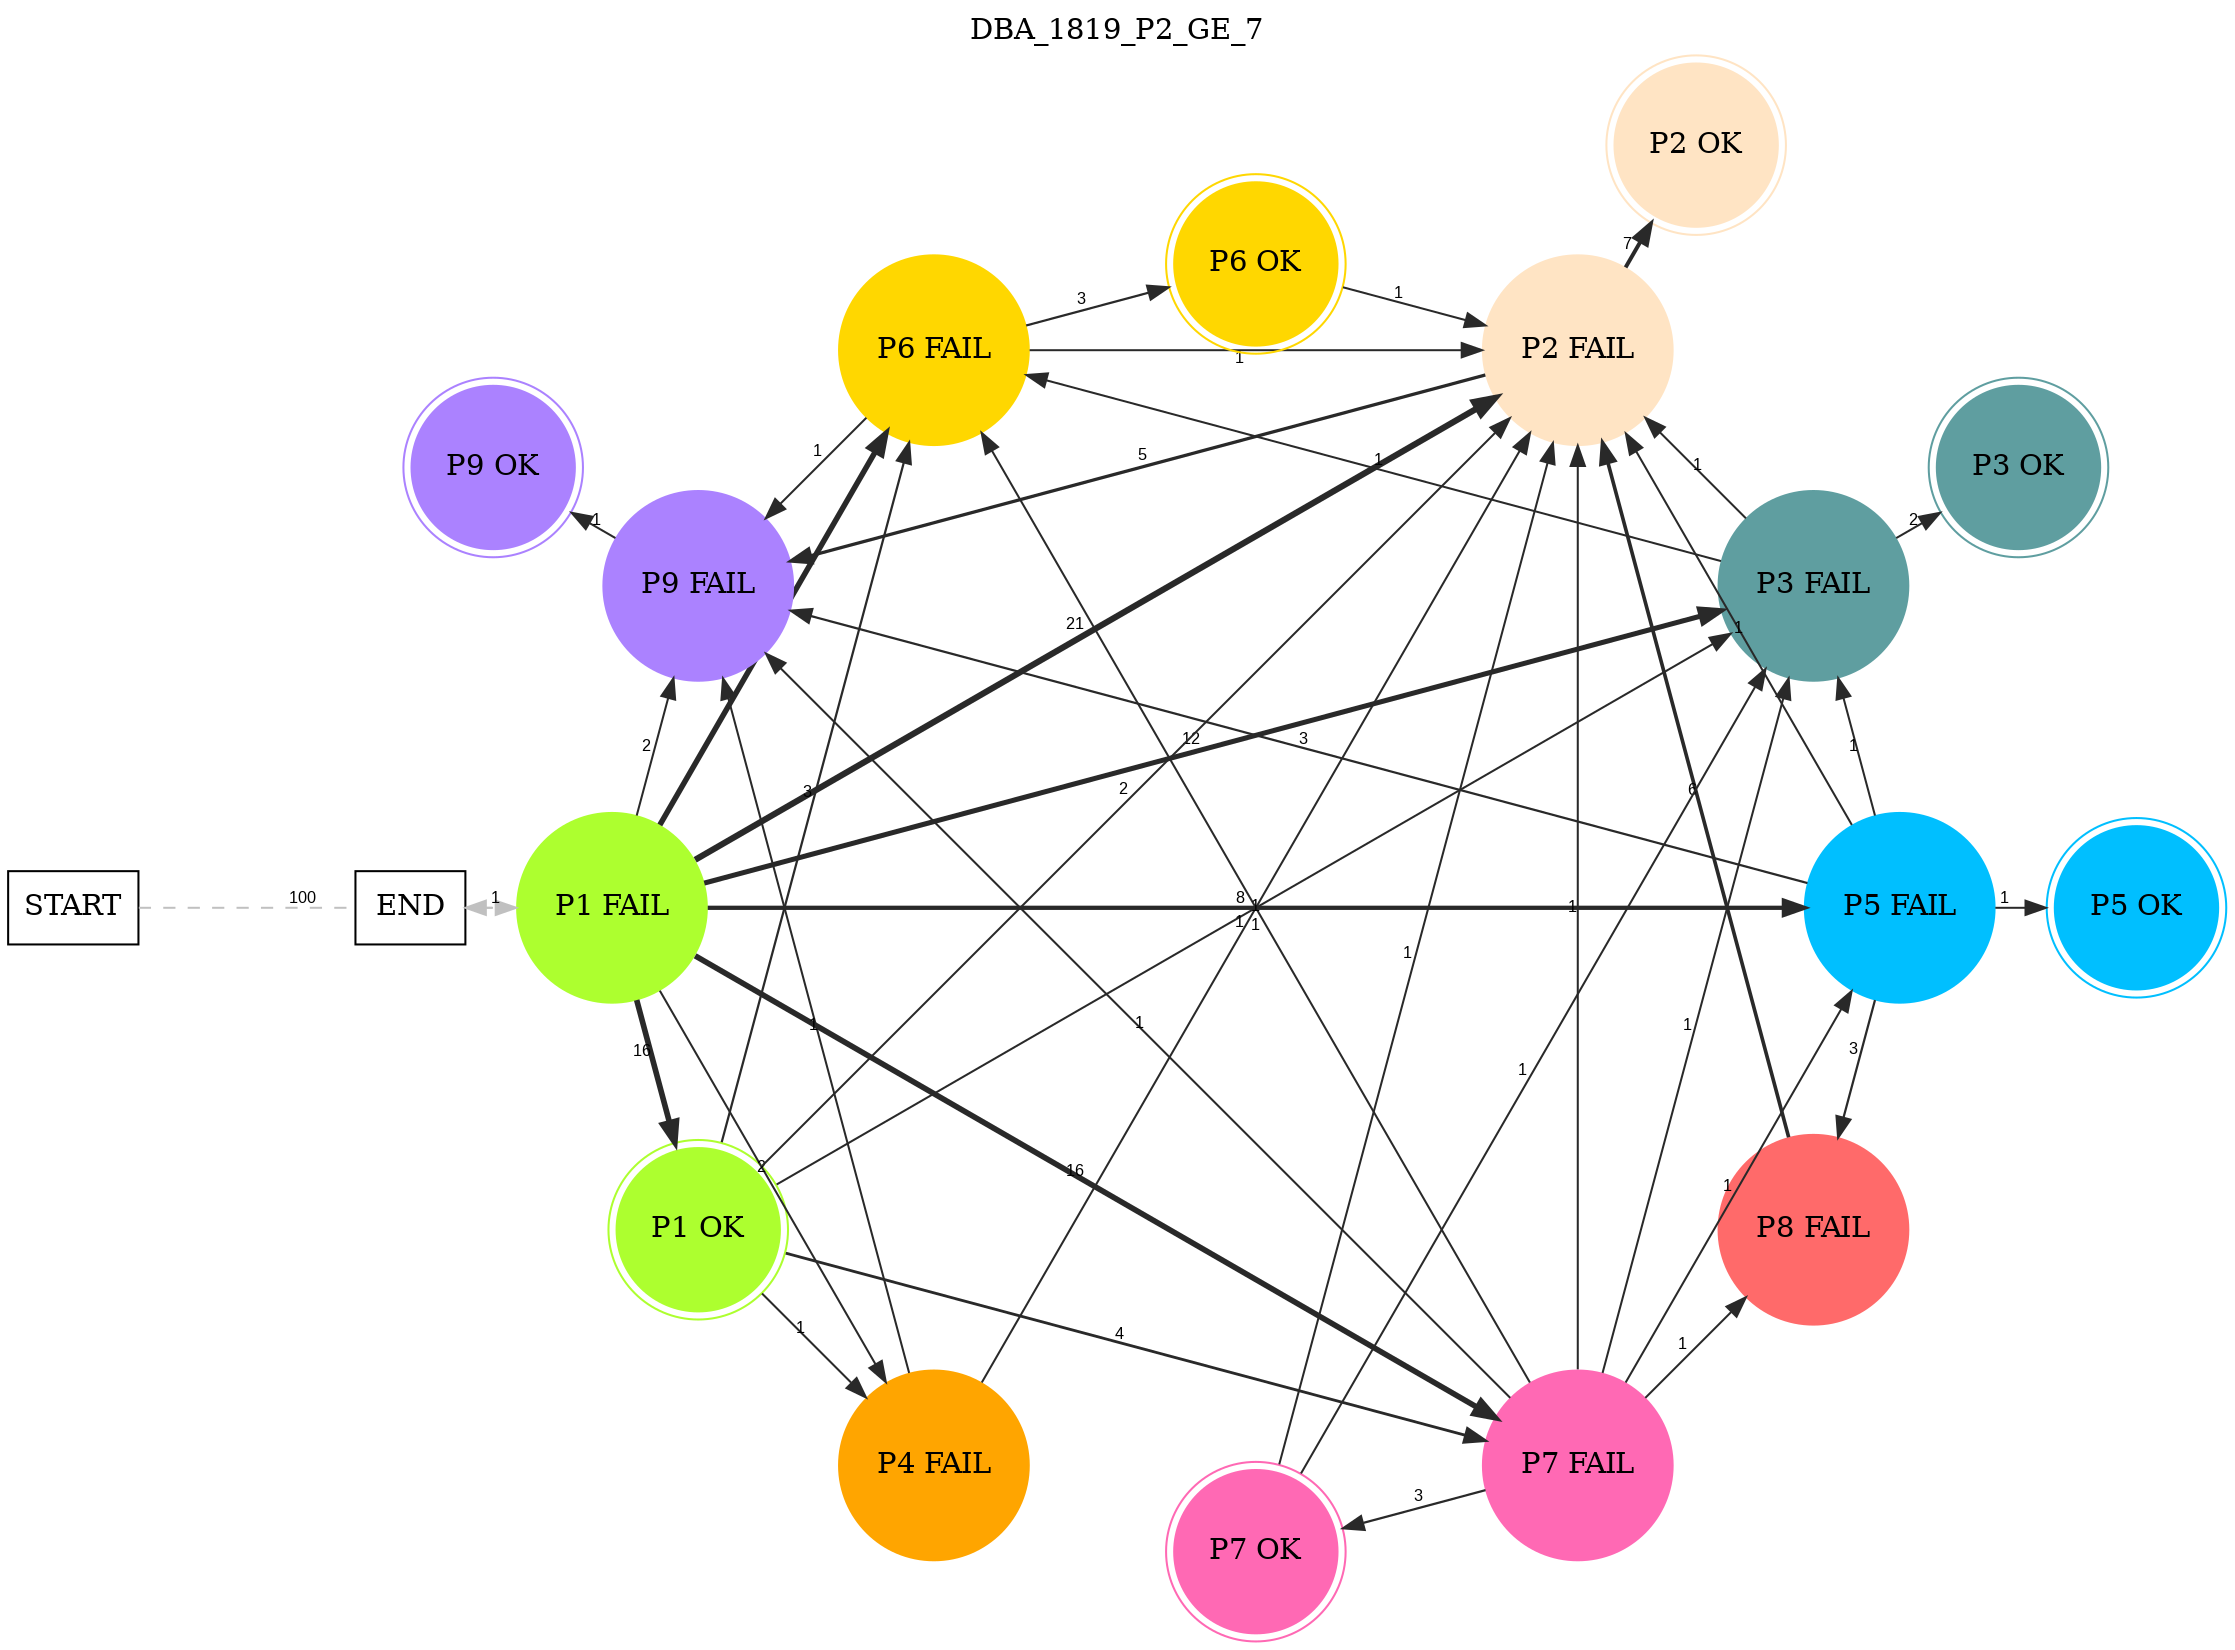 DBA_1819_P2_GE_7
P2 OK
7
P6 OK
3
1
P6 FAIL
P2 FAIL
1
1
5
1
1
P9 OK
P3 OK
1
2
P9 FAIL
P3 FAIL
21
1
2
12
3
1
3
2
6
START
100
END
1
P1 FAIL
8
1
1
1
1
P5 FAIL
1
P5 OK
1
1
1
1
16
3
1
2
16
1
P1 OK
P8 FAIL
1
4
1
P4 FAIL
P7 FAIL
3
P7 OK